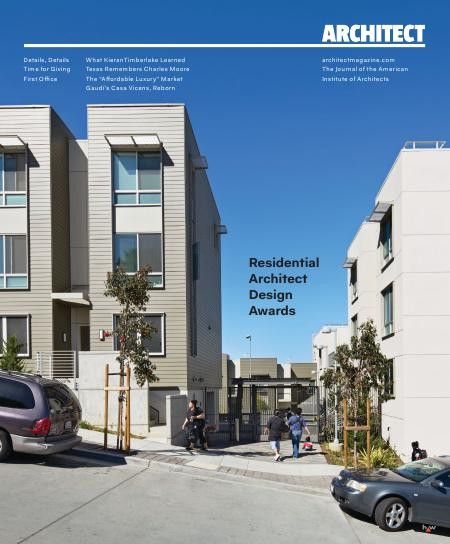 ARCHITECT
Details, Details
Time for Giving
First Office
What KieranTimberlake Learned
Texas Remembers Charles Moore
The "Affordable Luxury" Market
Gaudí's Casa Vicens, Reborn
architectmagazine.com
The Journal of the American
Institute of Architects
Residential
Architect
Design
Awards